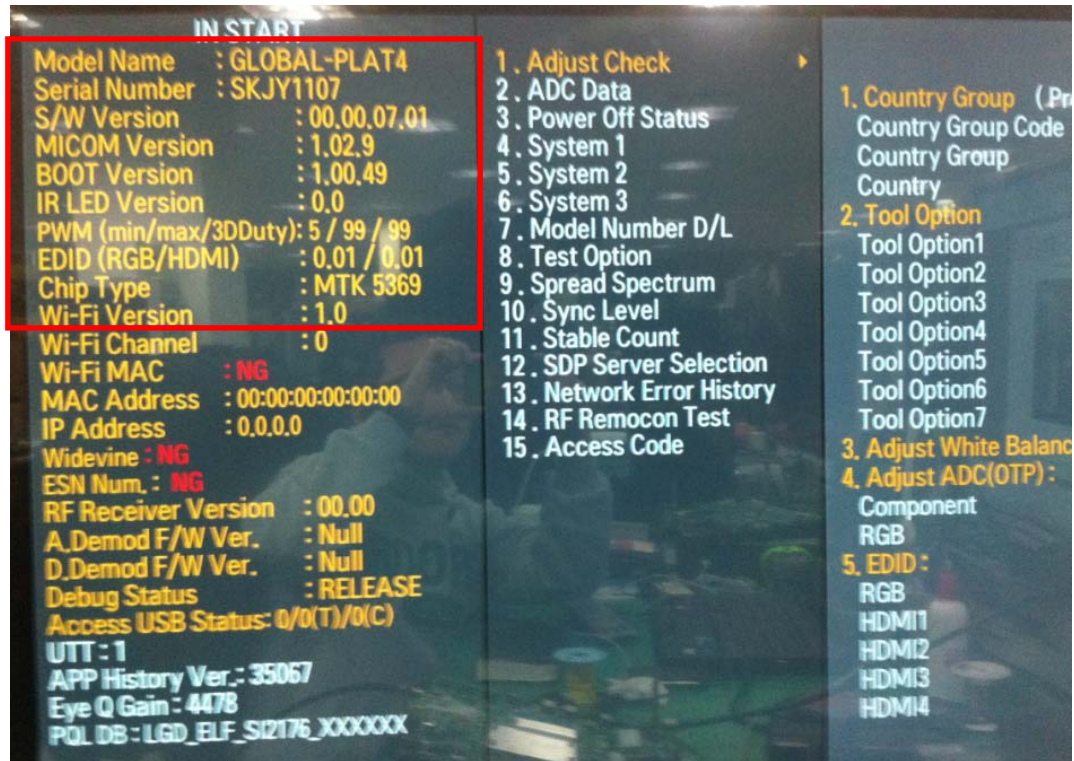 IN START
Model Name : GLOBAL-PLAT4
Serial Number : SKJY1107
S/W Version : 00.00.07.01
MICOM Version : 1.02.9
BOOT Version : 1.00.49
IR LED Version : 0.0
PWM (min/max/3DDuty): 5 / 99 / 99
EDID (RGB/HDMI) : 0.01 / 0.01
Chip Type : MTK 5369
Wi-Fi Version : 1.0
Wi-Fi Channel : 0
Wi-Fi MAC : NG
MAC Address : 00:00:00:00:00:00
IP Address : 0.0.0.0
Widevine : NG
ESN Num. : NG
RF Receiver Version : 00.00
A.Demod F/W Ver. : Null
D.Demod F/W Ver. : Null
Debug Status : RELEASE
Access USB Status: 0/0(T)/0(C)
UTT : 1
APP History Ver.: 35067
Eye Q Gain : 4478
PQL DB : LGD_ELF_SI2176_XXXXXX
1. Adjust Check
2. ADC Data
3. Power Off Status
4. System 1
5. System 2
6. System 3
7. Model Number D/L
8. Test Option
9. Spread Spectrum
10. Sync Level
11. Stable Count
12. SDP Server Selection
13. Network Error History
14. RF Remocon Test
15. Access Code
1. Country Group (.Pr
Country Group Code
Country Group
Country
2. Tool Option
Tool Option1
Tool Option2
Tool Option3
Tool Option4
Tool Option5
Tool Option6
Tool Option7
3. Adjust White Balanc
4. Adjust ADC(OTP) :
Component
RGB
5. EDID :
RGB
HDMI1
HDMI2
HDMI3
HDMI4